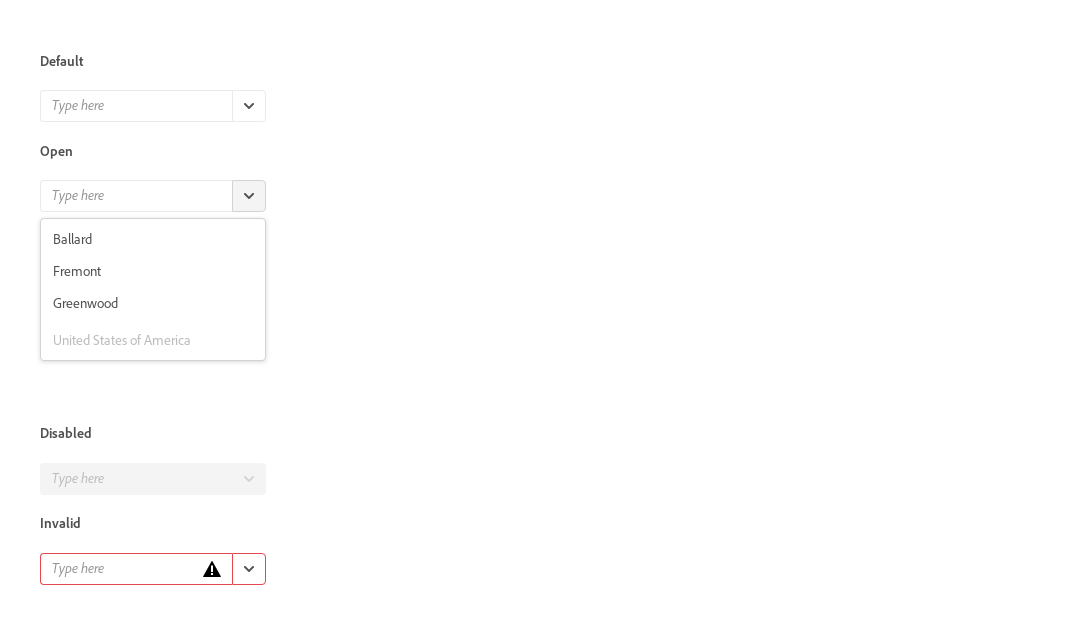 Default
Type here
Open
Type here
Ballard
Fremont
Greenwood
United States of America
Disabled
Type here
Invalid
Type here